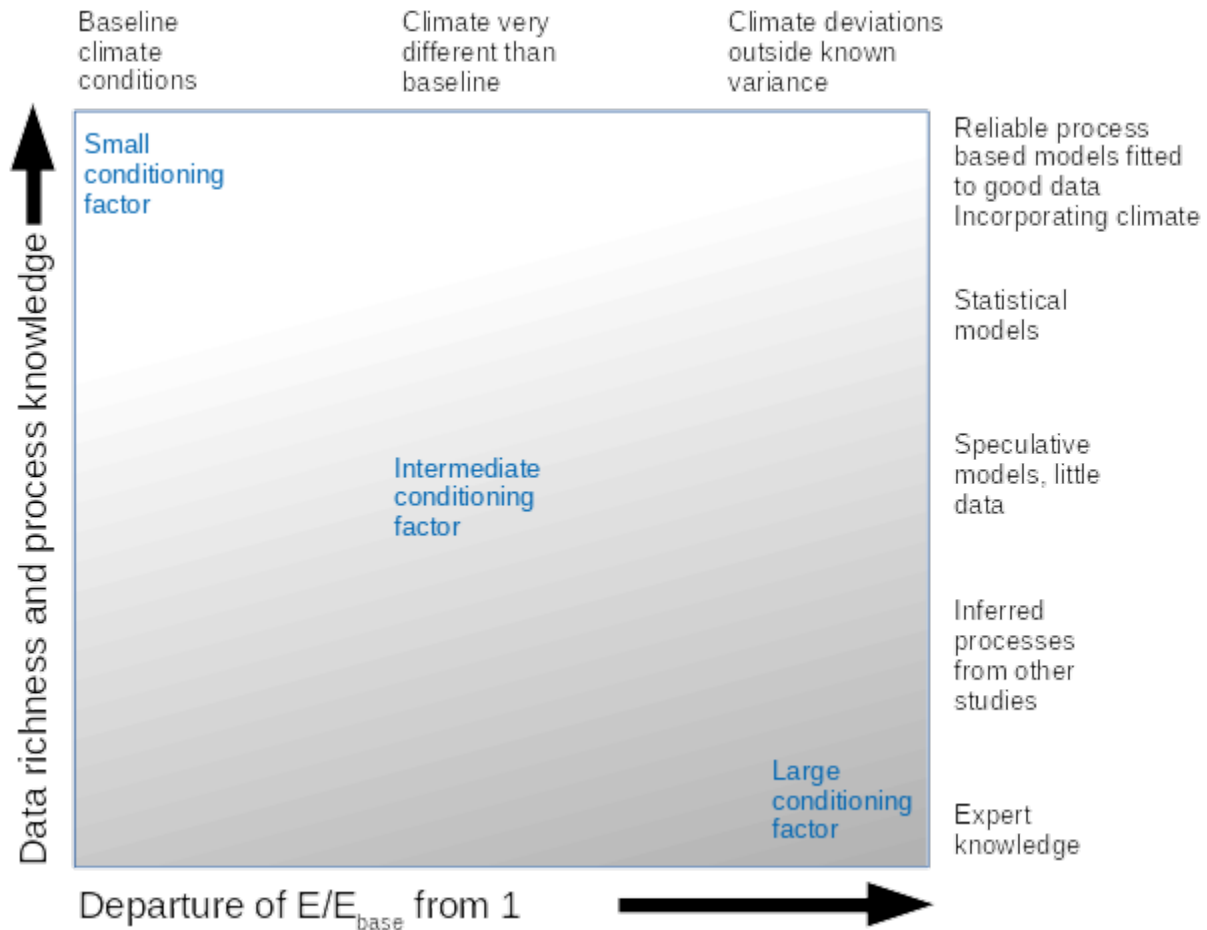 Baseline
climate
conditions
Climate very
different than
baseline
Climate deviations
outside known
variance
Data richness and process knowledge
Small
conditioning
factor
Intermediate
conditioning
factor
Large
conditioning
factor
Reliable process
based models fitted
to good data
Incorporating climate
Statistical
models
Speculative
models, little
data
Inferred
processes
from other
studies
Expert
knowledge
Departure of E/Ebase from 1